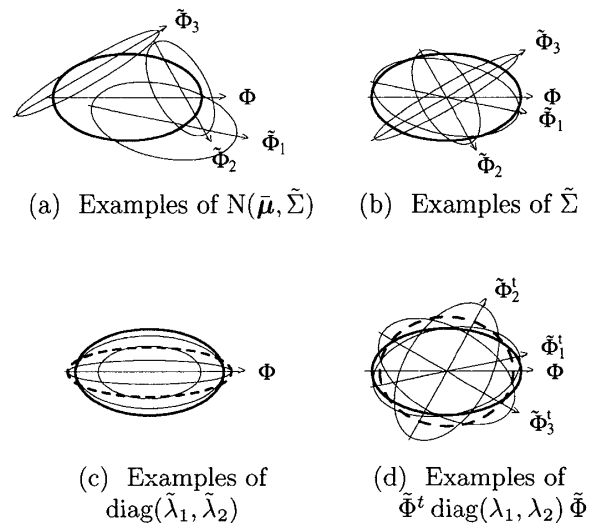 Φ̃₃
Φ
Φ̃₁
Φ̃₂
(a) Examples of N(μ̄, Σ̃)
Φ̃₃
Φ
Φ̃₁
Φ̃₂
(b) Examples of Σ̃
Φ
(c) Examples of
diag(λ̃₁, λ̃₂)
Φ̃₂ᵗ
Φ̃₁ᵗ
Φ
Φ̃₃ᵗ
(d) Examples of
Φ̃ᵗ diag(λ₁, λ₂) Φ̃